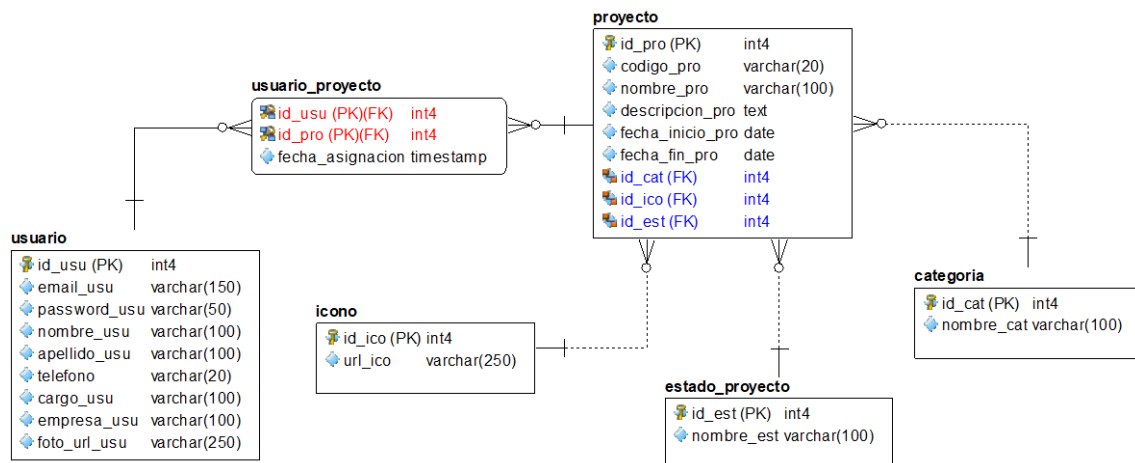 proyecto
id_pro (PK) int4
codigo_pro varchar(20)
nombre_pro varchar(100)
descripcion_pro text
fecha_inicio_pro date
fecha_fin_pro date
id_cat (FK) int4
id_ico (FK) int4
id_est (FK) int4
usuario_proyecto
id_usu (PK)(FK) int4
id_pro (PK)(FK) int4
fecha_asignacion timestamp
usuario
id_usu (PK) int4
email_usu varchar(150)
password_usu varchar(50)
nombre_usu varchar(100)
apellido_usu varchar(100)
telefono varchar(20)
cargo_usu varchar(100)
empresa_usu varchar(100)
foto_url_usu varchar(250)
icono
id_ico (PK) int4
url_ico varchar(250)
estado_proyecto
id_est (PK) int4
nombre_est varchar(100)
categoria
id_cat (PK) int4
nombre_cat varchar(100)